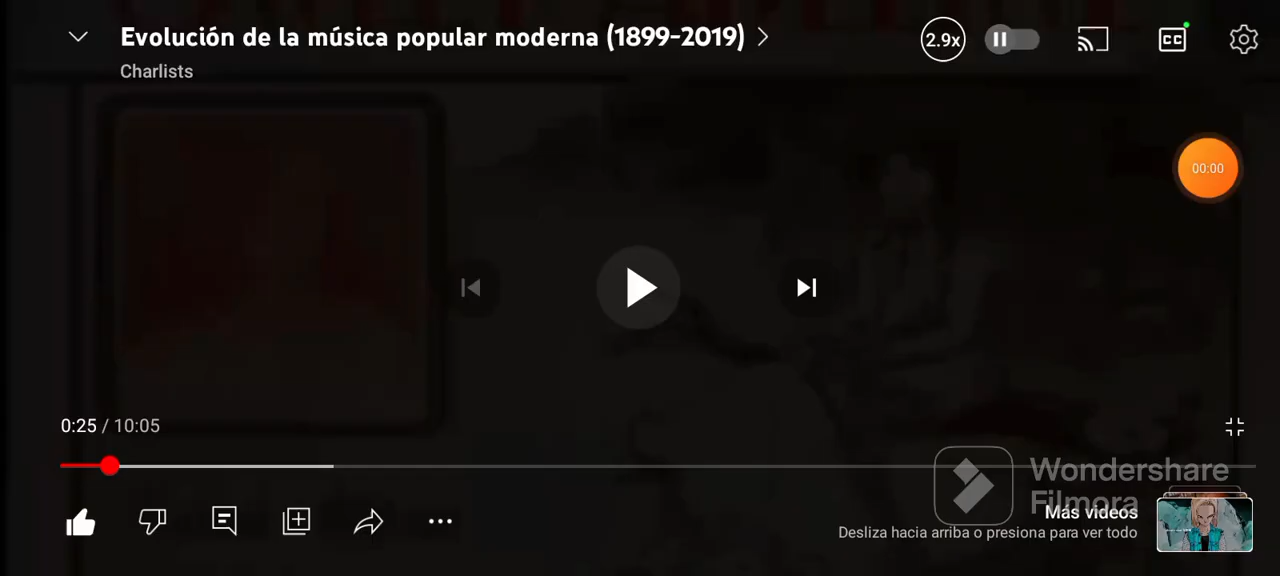 Evolución de la música popular moderna (1899-2019)
Charlists
2.9x
CC
00:00
0:25 / 10:05
Wondershare
Filmora
Más videos
Desliza hacia arriba o presiona para ver todo